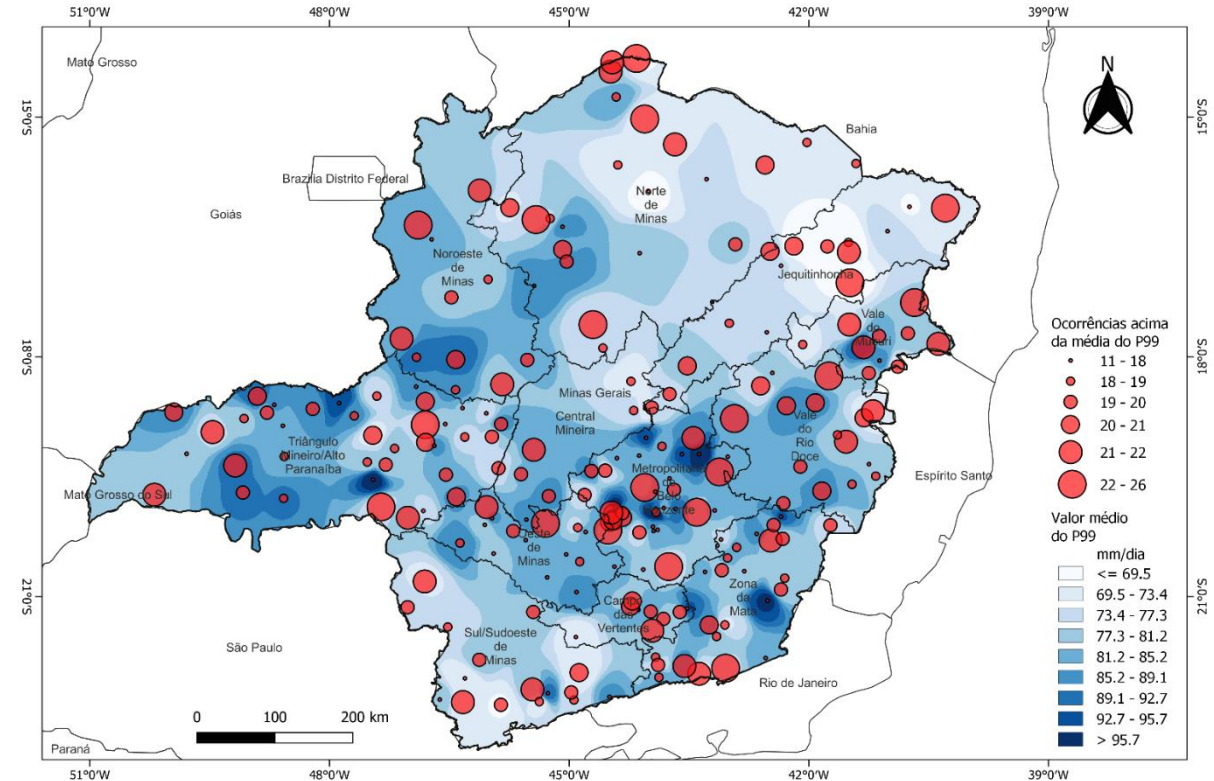 51°0'W 48°0'W 45°0'W 42°0'W 39°0'W
Mato Grosso
N
15°0'S
15°0'S
Bahia
Brazilia Distrito Federal
Goiás
Norte
de
Minas
Noroeste
de
Minas
Jequitinhonha
Vale
do
Mucuri
18°0'S
18°0'S
Minas Gerais
Central
Mineira
Vale
do Rio
Doce
Triângulo
Mineiro/Alto
Paranaíba
Metropolitana
de
Belo
Horizonte
Espírito Santo
Mato Grosso do Sul
Oeste
de
Minas
Zona
da
Mata
Campo
das
Vertentes
21°0'S
21°0'S
Sul/Sudoeste
de
Minas
São Paulo
Rio de Janeiro
Paraná
0 100 200 km
Ocorrências acima
da média do P99
11 - 18
18 - 19
19 - 20
20 - 21
21 - 22
22 - 26
Valor médio
do P99
mm/dia
<= 69.5
69.5 - 73.4
73.4 - 77.3
77.3 - 81.2
81.2 - 85.2
85.2 - 89.1
89.1 - 92.7
92.7 - 95.7
> 95.7
51°0'W 48°0'W 45°0'W 42°0'W 39°0'W